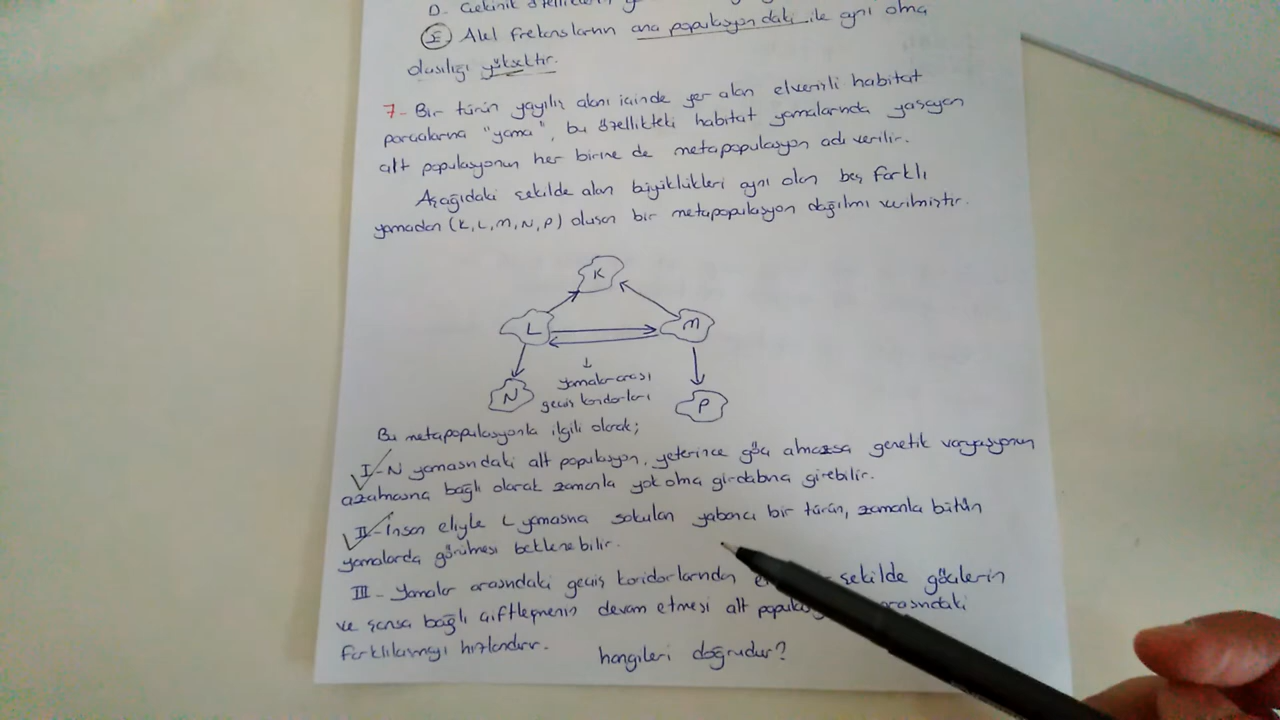 D- Gekinik
E Alel frekanslarının ana populasyondaki ile aynı olma
olasılığı yüksektir.
7- Bir türün yayılış alanı içinde yer alan elverişli habitat
parçalarına "yama", bu özellikteki habitat yamalarında yaşayan
alt populasyonun her birine de metapopulasyon adı verilir.
Aşağıdaki şekilde alan büyüklükleri aynı olan beş farklı
yamadan (K, L, M, N, P) oluşan bir metapopulasyon dağılımı verilmiştir.
K
L
M
N
yamalar arası
geçiş koridorları
P
Bu metapopulasyonla ilgili olarak;
I- N yamasındaki alt populasyon, yeterince göç almazsa genetik varyasyonun
azalmasına bağlı olarak zamanla yok olma girdabına girebilir.
II- İnsan eliyle L yamasına sokulan yabancı bir türün, zamanla bütün
yamalarda görülmesi beklenebilir.
III- Yamalar arasındaki geçiş koridorlarından şekilde göçlerin
ve şansa bağlı çiftleşmenin devam etmesi alt arasındaki
farklılaşmayı hızlandırır. hangileri doğrudur?